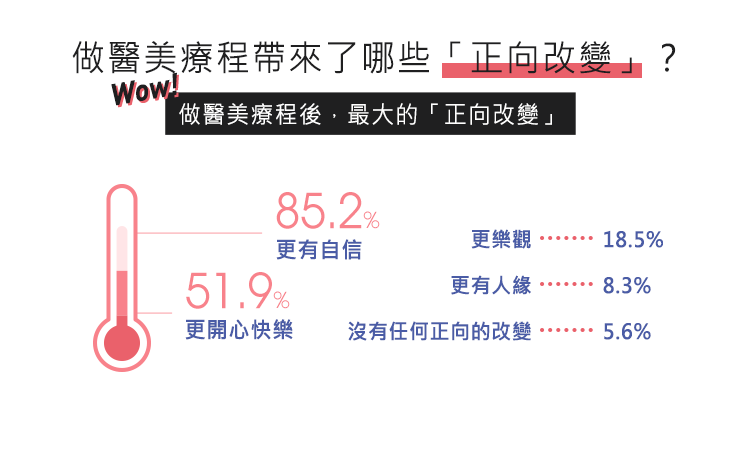 做醫美療程帶來了哪些「正向改變」？
Wow!
做醫美療程後，最大的「正向改變」
85.2%
更有自信
51.9%
更開心快樂
更樂觀 ······· 18.5%
更有人緣 ······· 8.3%
沒有任何正向的改變 ······· 5.6%